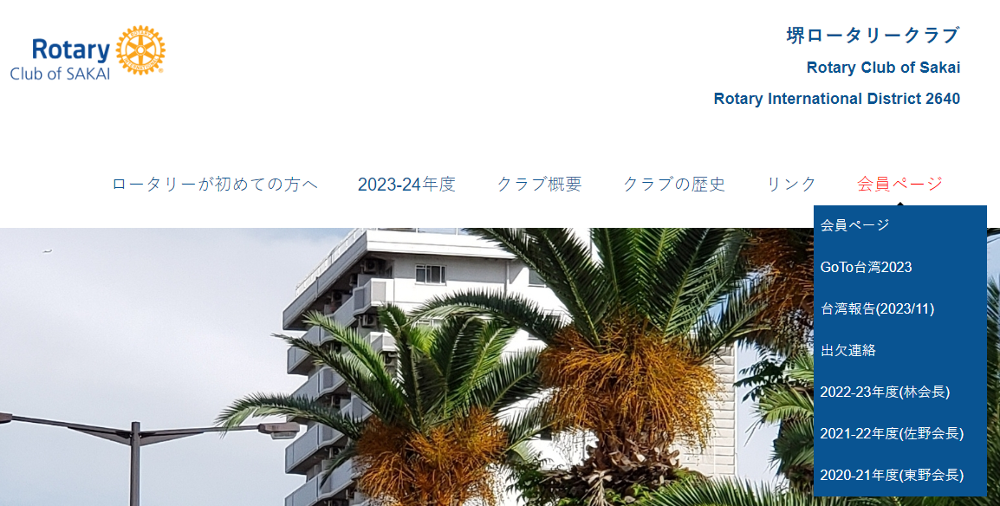 Rotary
Club of SAKAI
堺ロータリークラブ
Rotary Club of Sakai
Rotary International District 2640
ロータリーが初めての方へ
2023-24年度
クラブ概要
クラブの歴史
リンク
会員ページ
会員ページ
GoTo台湾2023
台湾報告(2023/11)
出欠連絡
2022-23年度(林会長)
2021-22年度(佐野会長)
2020-21年度(東野会長)